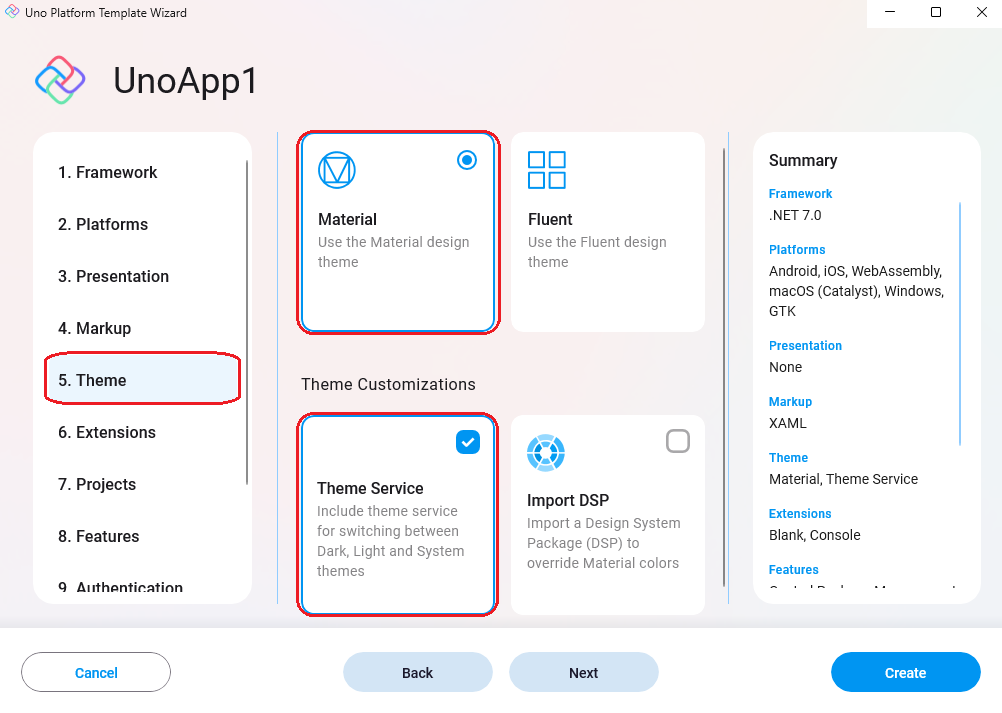 Uno Platform Template Wizard
UnoApp1
1. Framework
2. Platforms
3. Presentation
4. Markup
5. Theme
6. Extensions
7. Projects
8. Features
9. Authentication
Material
Use the Material design
theme
Fluent
Use the Fluent design
theme
Theme Customizations
Theme Service
Include theme service
for switching between
Dark, Light and System
themes
Import DSP
Import a Design System
Package (DSP) to
override Material colors
Summary
Framework
.NET 7.0
Platforms
Android, iOS, WebAssembly,
macOS (Catalyst), Windows,
GTK
Presentation
None
Markup
XAML
Theme
Material, Theme Service
Extensions
Blank, Console
Features
Cancel
Back
Next
Create